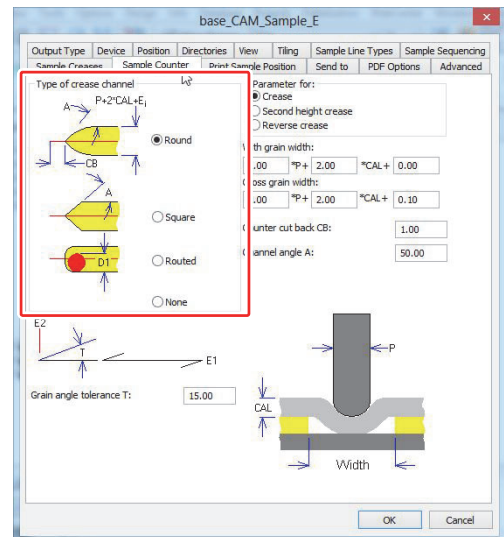 base_CAM_Sample_E
Output Type Device Position Directories View Tiling Sample Line Types Sample Sequencing
Sample Creases Sample Counter Print Sample Position Send to PDF Options Advanced
Type of crease channel
P+2*CAL+E
A
CB
Round
A
Square
D1
Routed
None
Parameter for:
Crease
Second height crease
Reverse crease
grain width:
.00 *P+ 2.00 *CAL+ 0.00
grain width:
.00 *P+ 2.00 *CAL+ 0.10
ounter cut back CB: 1.00
annel angle A: 50.00
E2
T
E1
Grain angle tolerance T: 15.00
P
CAL
Width
OK Cancel